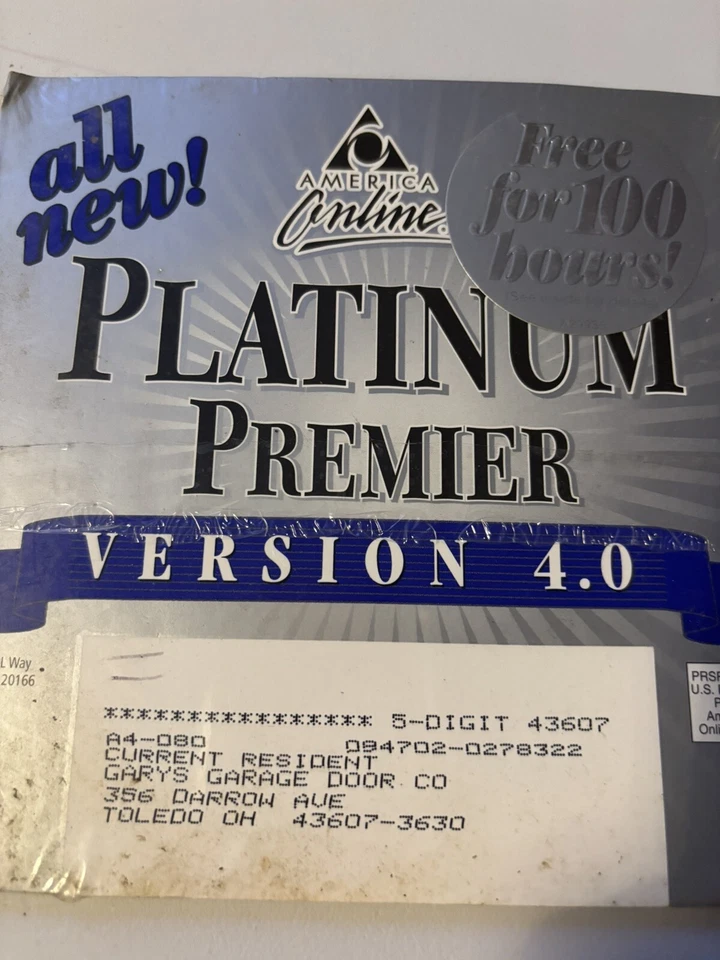 all
new!
AMERICA
Online
Free
for 100
hours!
PLATINUM
PREMIER
VERSION 4.0
L Way
20166
PRSR
U.S.
**************** 5-DIGIT 43607
A4-080 094702-0278322
CURRENT RESIDENT
GARYS GARAGE DOOR CO
356 DARROW AVE
TOLEDO OH 43607-3630